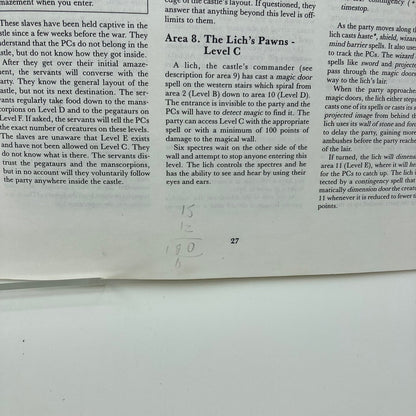 mazement when you enter.
These slaves have been held captive in the
stle since a few weeks before the war. They
derstand that the PCs do not belong in the
stle, but do not know how they got inside.
After they get over their initial amaze-
ent, the servants will converse with the
arty. They know the general layout of the
astle, but not its next destination. The ser-
ants regularly take food down to the mans-
corpions on Level D and to the pegataurs on
Level F. If asked, the servants will tell the PCs
the exact number of creatures on these levels.
The slaves are unaware that Level E exists
and have not been allowed on Level C. They
do not know what is there. The servants dis-
trust the pegataurs and the manscorpions,
but in no account will they voluntarily follow
the party anywhere inside the castle.
edge of the castle's layout. If questioned, they
answer that anything beyond this level is off-
limits to them.
Area 8. The Lich's Pawns -
Level C
A lich, the castle's commander (see
description for area 9) has cast a magic door
spell on the western stairs which spiral from
area 2 (Level B) down to area 10 (Level D).
The entrance is invisible to the party and the
PCs will have to detect magic to find it. The
party can access Level C with the appropriate
spell or with a minimum of 100 points of
damage to the magical wall.
Six spectres wait on the other side of the
wall and attempt to stop anyone entering this
level. The lich controls the spectres and he
has the ability to see and hear by using their
eyes and ears.
contingency (+
timestop.
As the party moves along th
lich casts haste*, shield, wizar
mind barrier spells. It also uses
to track the PCs. The wizard
spells like sword and projec
pass through the magic do
way to the lich's lair.
When the party approache
magic doors, the lich either step
casts one of its spells or casts its
projected image from behind th
lich uses its wall of stone and forc
to delay the party, gaining more
ambushes before the party reache
of the lair.
If turned, the lich will dimens
area 11 (Level E), where it will he
for the PCs to catch up. The lich i
tected by a contingency spell that
matically dimension door the creat
11 whenever it is reduced to fewer t
points.
15
12
180
27